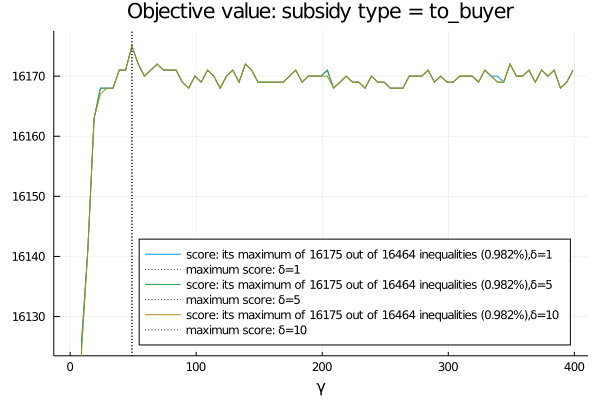 Objective value: subsidy type = to_buyer
16170
16160
16150
16140
16130
score: its maximum of 16175 out of 16464 inequalities (0.982%),δ=1
maximum score: δ=1
score: its maximum of 16175 out of 16464 inequalities (0.982%),δ=5
maximum score: δ=5
score: its maximum of 16175 out of 16464 inequalities (0.982%),δ=10
maximum score: δ=10
0 100 200 300 400
γ